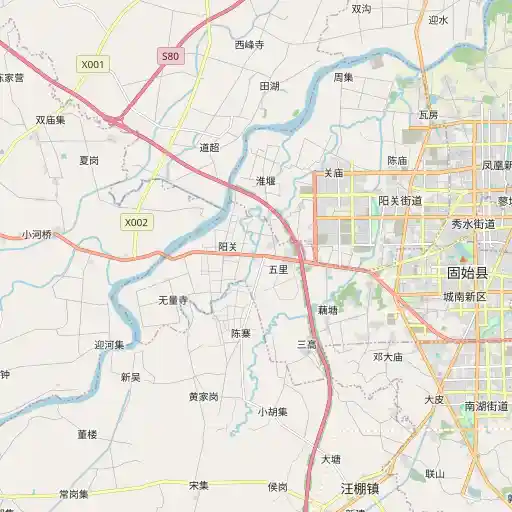 双沟
迎水
西峰寺
S80
X001
陈家营
周集
田湖
双庙集
瓦房
道超
夏岗
陈庙
关庙
凤凰新
淮堰
阳关街道
X002
秀水街道
小河桥
阳关
五里
固始县
无量寺
城南新区
藕塘
陈寨
迎河集
三高
邓大庙
钟
新吴
黄家岗
大皮
小胡集
南湖街道
董楼
大塘
联山
宋集
侯岗
汪棚镇
常岗集